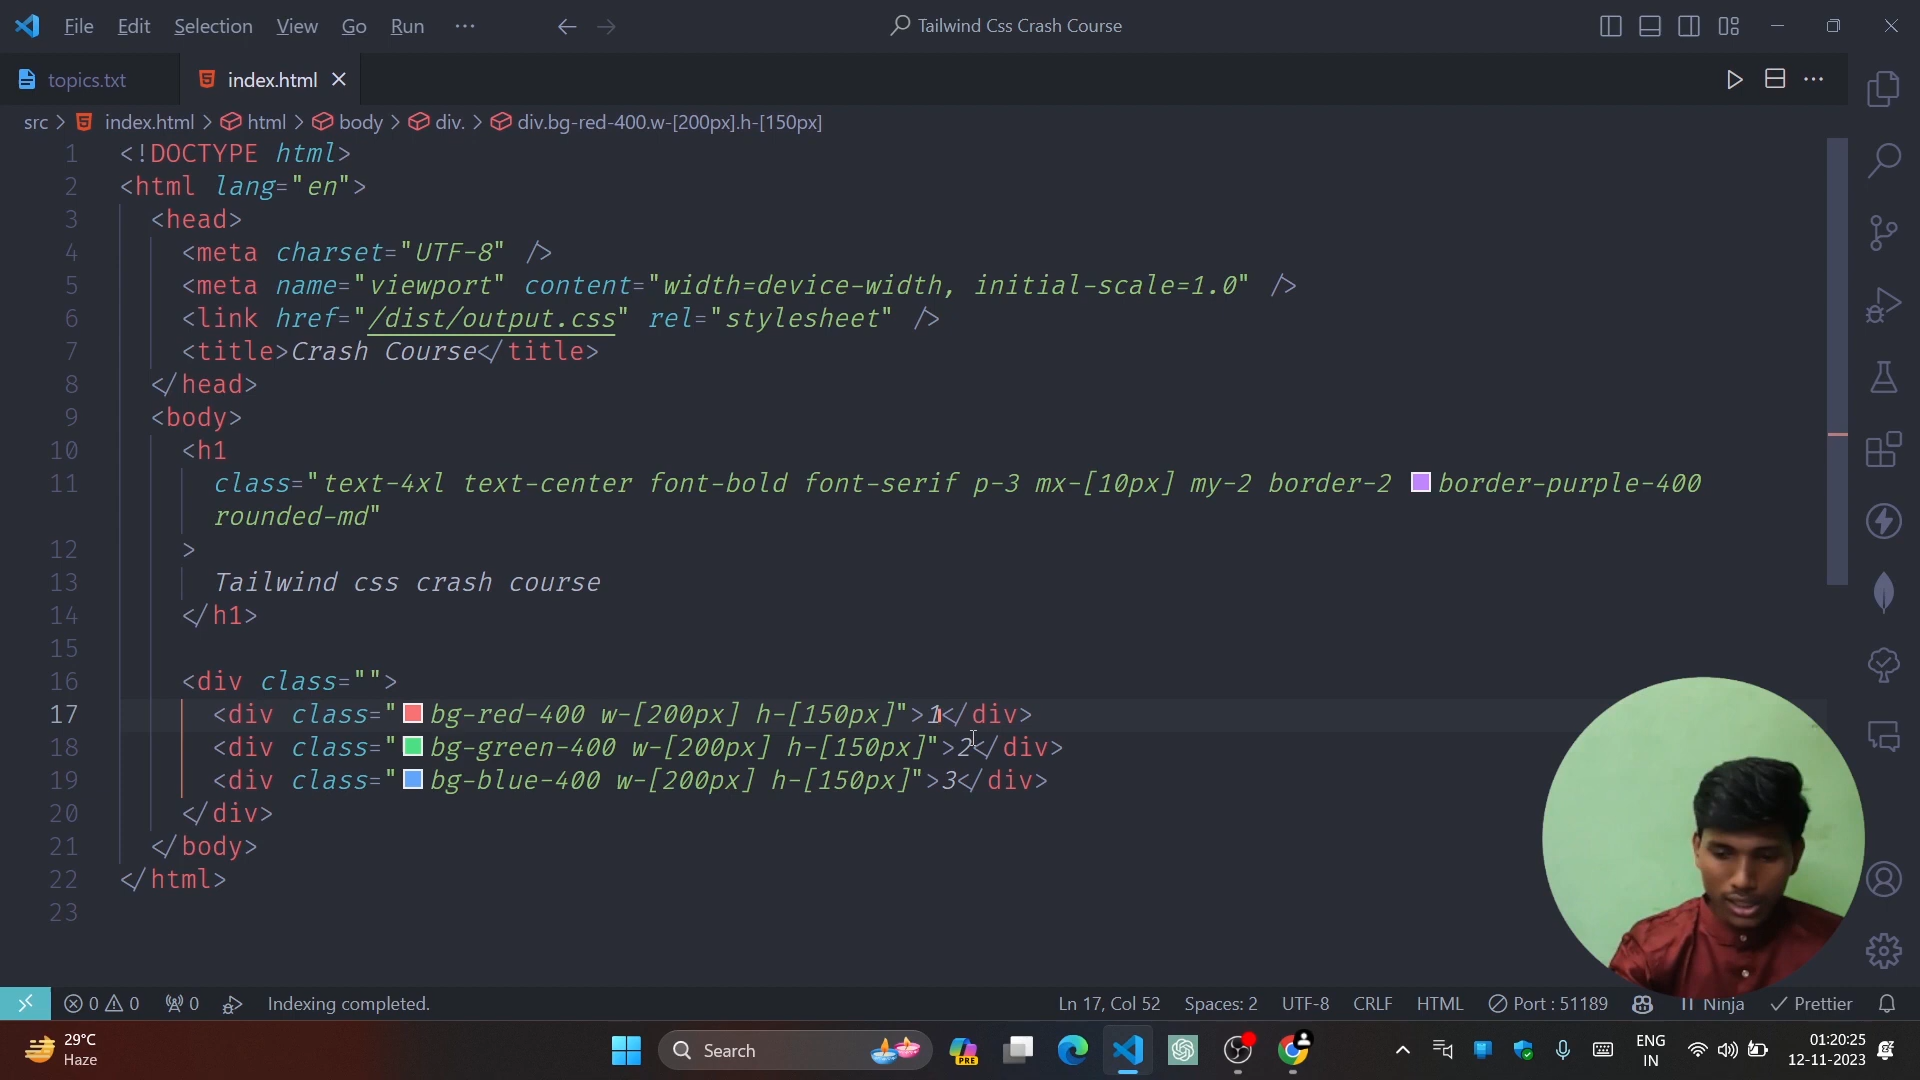 File Edit Selection View Go Run ··· Tailwind Css Crash Course
topics.txt index.html
src > index.html > html > body > div. > div.bg-red-400.w-[200px].h-[150px]
1 <!DOCTYPE html>
2 <html lang="en">
3 <head>
4 <meta charset="UTF-8" />
5 <meta name="viewport" content="width=device-width, initial-scale=1.0" />
6 <link href="/dist/output.css" rel="stylesheet" />
7 <title>Crash Course</title>
8 </head>
9 <body>
10 <h1
11 class="text-4xl text-center font-bold font-serif p-3 mx-[10px] my-2 border-2 border-purple-400
rounded-md"
12 >
13 Tailwind css crash course
14 </h1>
15
16 <div class="">
17 <div class="bg-red-400 w-[200px] h-[150px]">1</div>
18 <div class="bg-green-400 w-[200px] h-[150px]">2</div>
19 <div class="bg-blue-400 w-[200px] h-[150px]">3</div>
20 </div>
21 </body>
22 </html>
23
0 0 0 Indexing completed. Ln 17, Col 52 Spaces: 2 UTF-8 CRLF HTML Port : 51189 Ninja Prettier
29°C
Haze
Search
PRE
ENG
IN
01:20:25
12-11-2023